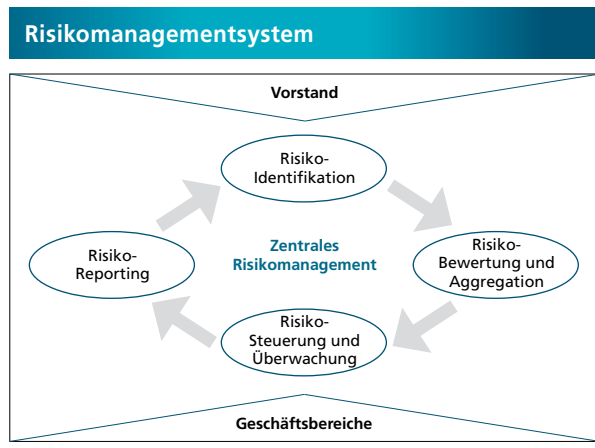 Risikomanagementsystem
Vorstand
Risiko-
Identifikation
Risiko-
Reporting
Zentrales
Risikomanagement
Risiko-
Bewertung und
Aggregation
Risiko-
Steuerung und
Überwachung
Geschäftsbereiche